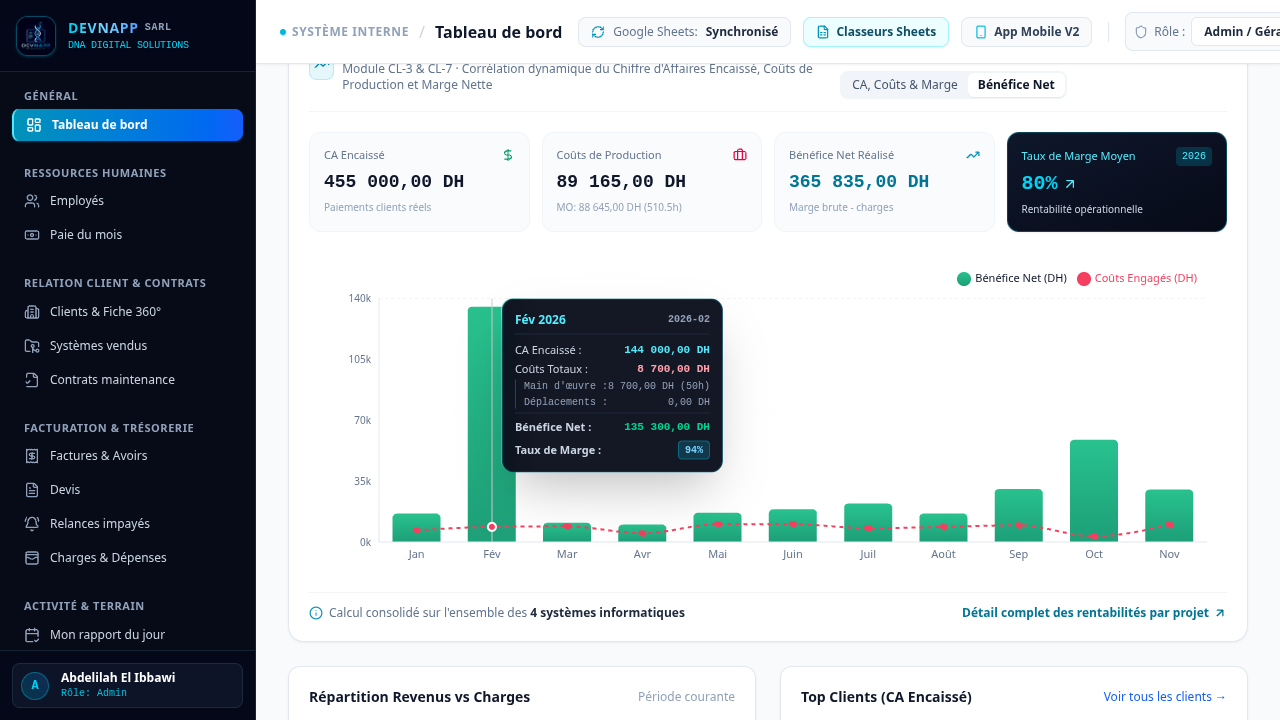 DEVNAPP SARL
DNA DIGITAL SOLUTIONS
GÉNÉRAL
Tableau de bord
RESSOURCES HUMAINES
Employés
Paie du mois
RELATION CLIENT & CONTRATS
Clients & Fiche 360°
Systèmes vendus
Contrats maintenance
FACTURATION & TRÉSORERIE
Factures & Avoirs
Devis
Relances impayés
Charges & Dépenses
ACTIVITÉ & TERRAIN
Mon rapport du jour
A
Abdelilah El Ibbawi
Rôle: Admin
SYSTÈME INTERNE / Tableau de bord
Google Sheets: Synchronisé
Classeurs Sheets
App Mobile V2
Rôle :
Admin / Géra
Module CL-3 & CL-7 · Corrélation dynamique du Chiffre d'Affaires Encaissé, Coûts de
Production et Marge Nette
CA, Coûts & Marge
Bénéfice Net
CA Encaissé
455 000,00 DH
Paiements clients réels
Coûts de Production
89 165,00 DH
MO: 88 645,00 DH (510.5h)
Bénéfice Net Réalisé
365 835,00 DH
Marge brute - charges
Taux de Marge Moyen 2026
80%
Rentabilité opérationnelle
Bénéfice Net (DH) Coûts Engagés (DH)
140k
105k
70k
35k
0k
Fév 2026 2026-02
CA Encaissé : 144 000,00 DH
Coûts Totaux : 8 700,00 DH
Main d'œuvre :8 700,00 DH (50h)
Déplacements : 0,00 DH
Bénéfice Net : 135 300,00 DH
Taux de Marge : 94%
Jan Fév Mar Avr Mai Juin Juil Août Sep Oct Nov
Calcul consolidé sur l'ensemble des 4 systèmes informatiques
Détail complet des rentabilités par projet
Répartition Revenus vs Charges
Période courante
Top Clients (CA Encaissé)
Voir tous les clients →